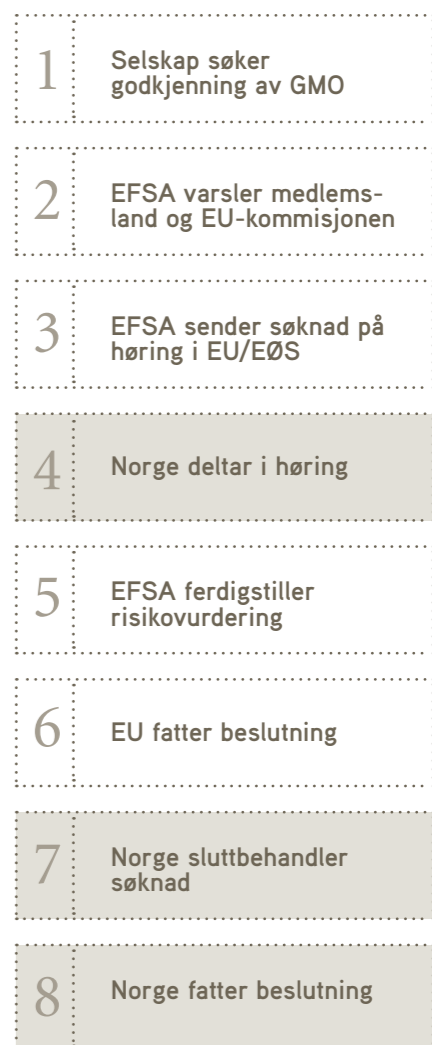 1
Selskap søker
godkjenning av GMO
2
EFSA varsler medlems-
land og EU-kommisjonen
3
EFSA sender søknad på
høring i EU/EØS
4
Norge deltar i høring
5
EFSA ferdigstiller
risikovurdering
6
EU fatter beslutning
7
Norge sluttbehandler
søknad
8
Norge fatter beslutning